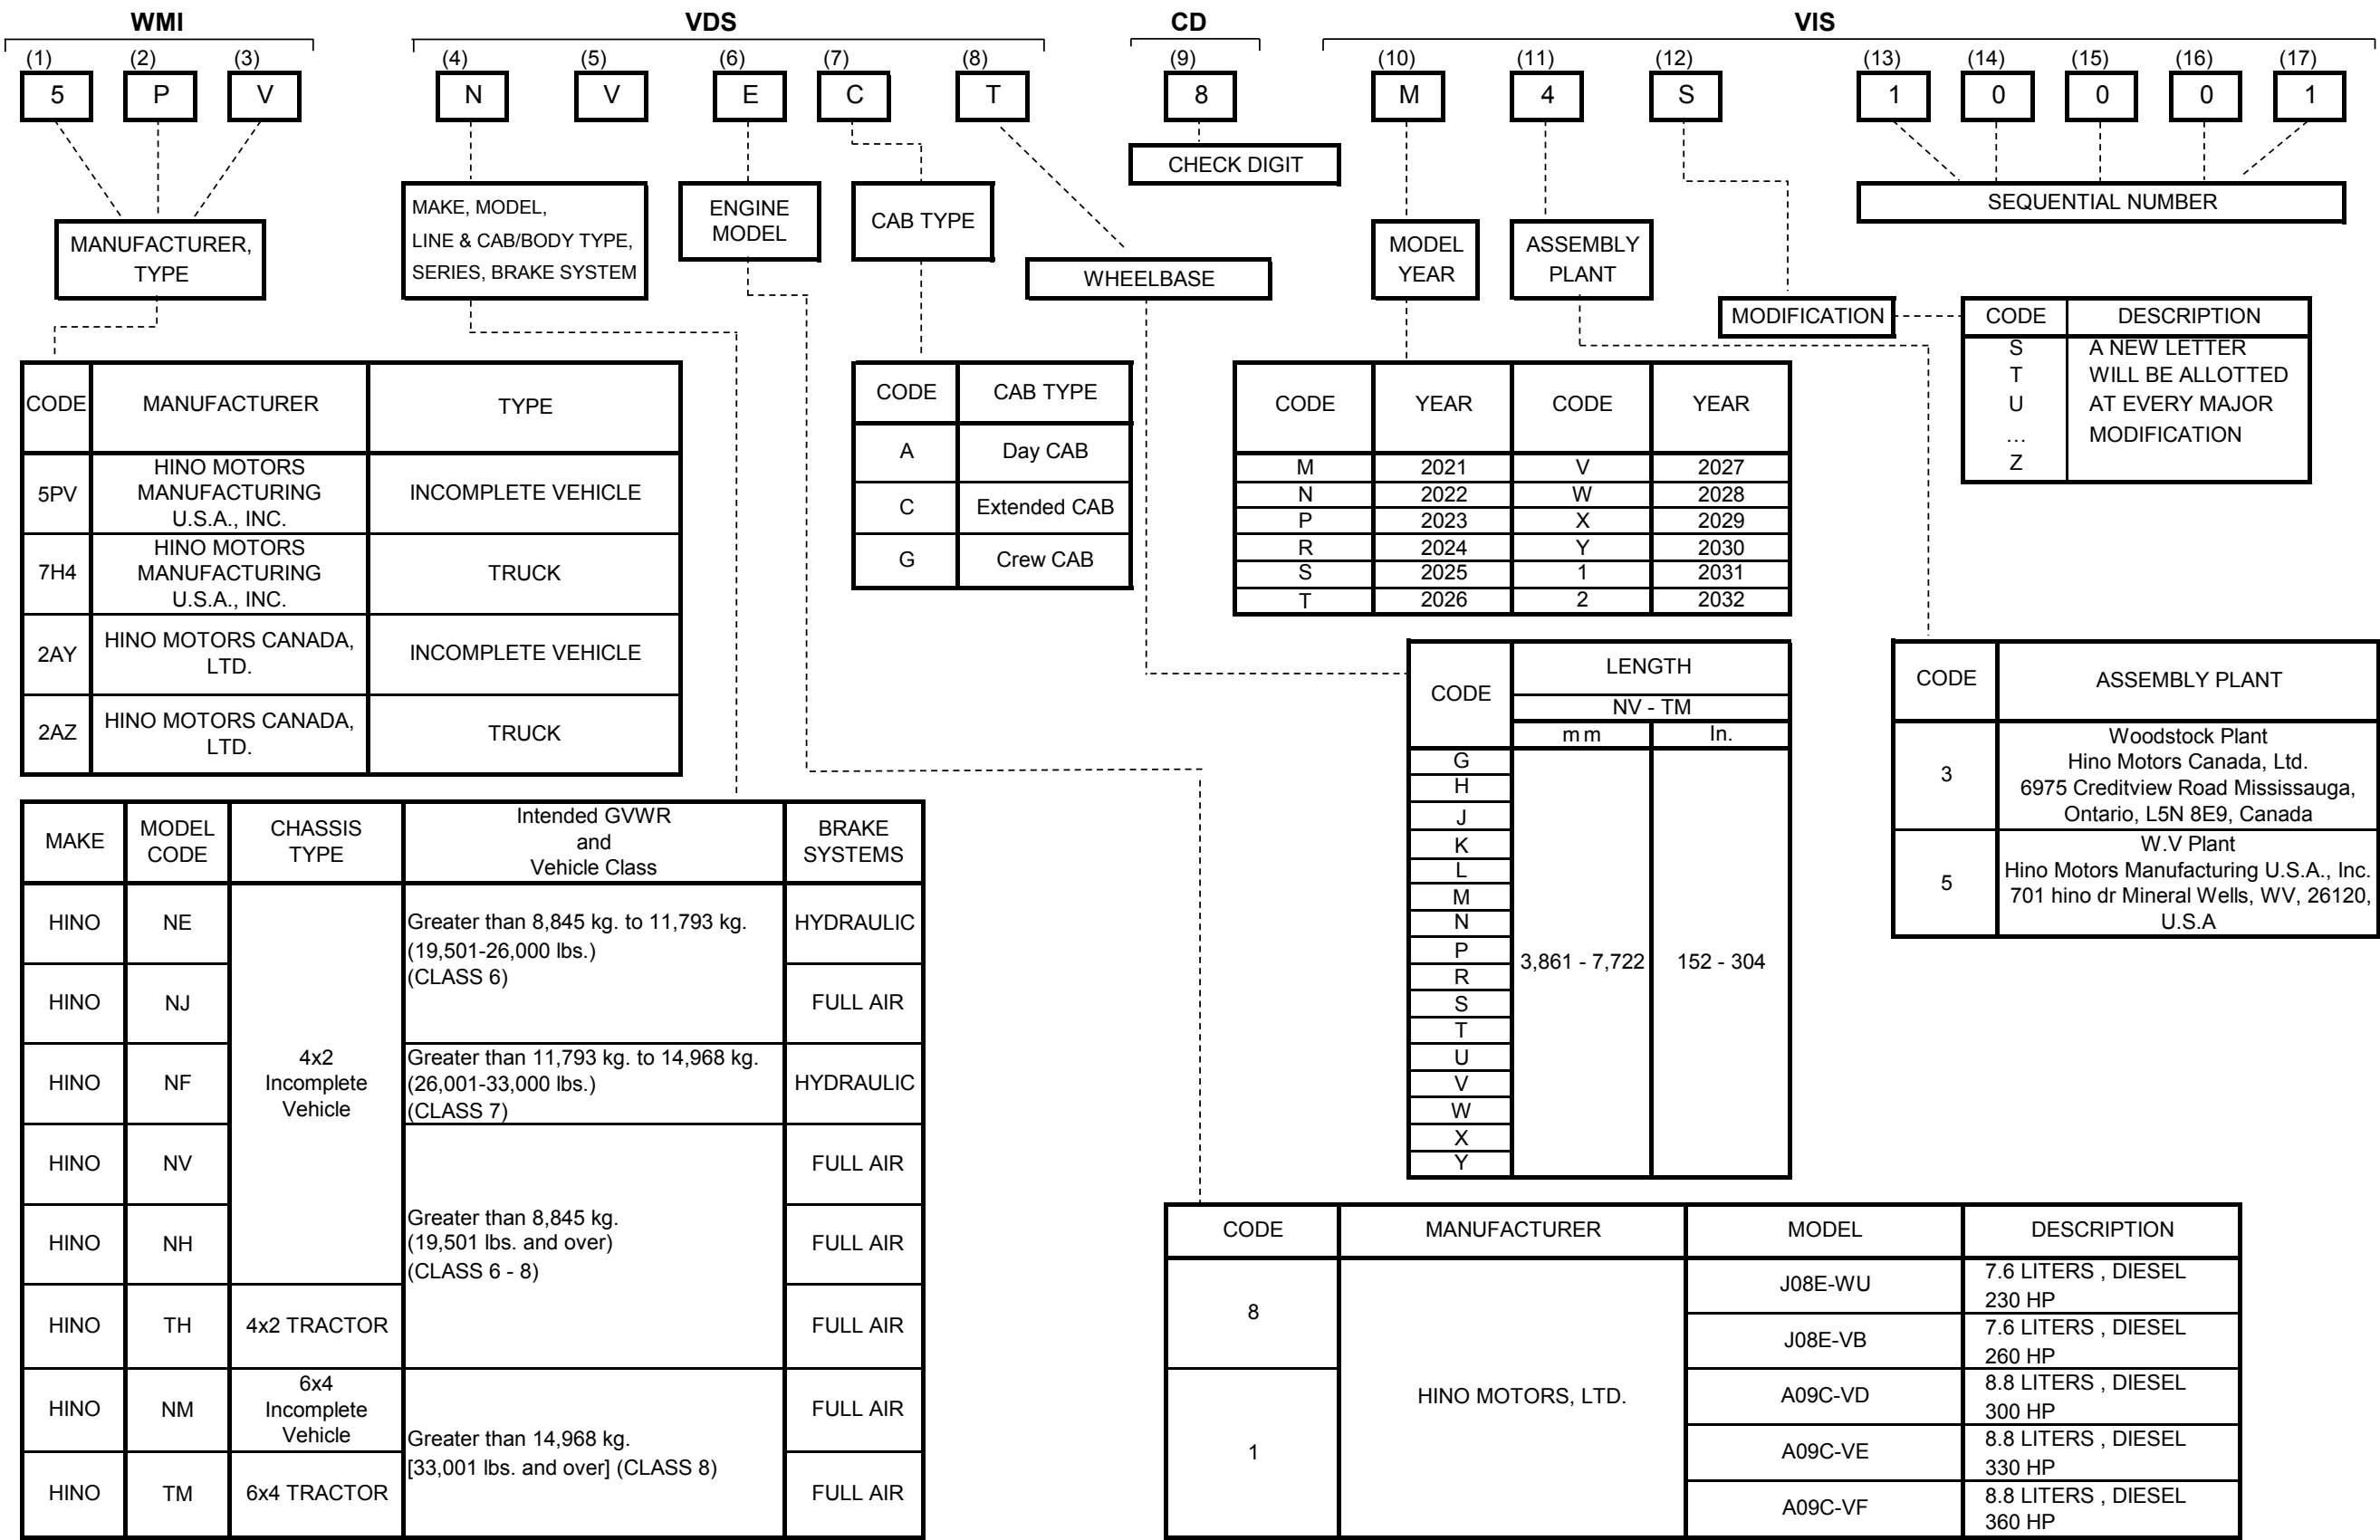 WMI VDS CD VIS
(1) (2) (3) (4) (5) (6) (7) (8) (9) (10) (11) (12) (13) (14) (15) (16) (17)
5 P V N V E C T 8 M 4 S 1 0 0 0 1
CHECK DIGIT
MANUFACTURER,
TYPE
MAKE, MODEL,
LINE & CAB/BODY TYPE,
SERIES, BRAKE SYSTEM
ENGINE
MODEL
CAB TYPE
WHEELBASE
MODEL
YEAR
ASSEMBLY
PLANT
SEQUENTIAL NUMBER
MODIFICATION
CODE DESCRIPTION
S A NEW LETTER
T WILL BE ALLOTTED
U AT EVERY MAJOR
... MODIFICATION
Z
CODE MANUFACTURER TYPE
5PV HINO MOTORS
MANUFACTURING
U.S.A., INC.
INCOMPLETE VEHICLE
7H4 HINO MOTORS
MANUFACTURING
U.S.A., INC.
TRUCK
2AY HINO MOTORS CANADA,
LTD.
INCOMPLETE VEHICLE
2AZ HINO MOTORS CANADA,
LTD.
TRUCK
CODE CAB TYPE
A Day CAB
C Extended CAB
G Crew CAB
CODE YEAR CODE YEAR
M 2021 V 2027
N 2022 W 2028
P 2023 X 2029
R 2024 Y 2030
S 2025 1 2031
T 2026 2 2032
CODE LENGTH
NV - TM
mm In.
G
H
J
K
L
M
N
P
R
S
T
U
V
W
X
Y
3,861 - 7,722 152 - 304
CODE ASSEMBLY PLANT
3 Woodstock Plant
Hino Motors Canada, Ltd.
6975 Creditview Road Mississauga,
Ontario, L5N 8E9, Canada
5 W.V Plant
Hino Motors Manufacturing U.S.A., Inc.
701 hino dr Mineral Wells, WV, 26120,
U.S.A
MAKE MODEL
CODE
CHASSIS
TYPE
Intended GVWR
and
Vehicle Class
BRAKE
SYSTEMS
HINO NE
4x2
Incomplete
Vehicle
Greater than 8,845 kg. to 11,793 kg.
(19,501-26,000 lbs.)
(CLASS 6)
HYDRAULIC
HINO NJ FULL AIR
HINO NF
Greater than 11,793 kg. to 14,968 kg.
(26,001-33,000 lbs.)
(CLASS 7)
HYDRAULIC
HINO NV
Greater than 8,845 kg.
(19,501 lbs. and over)
(CLASS 6 - 8)
FULL AIR
HINO NH FULL AIR
HINO TH 4x2 TRACTOR FULL AIR
HINO NM
6x4
Incomplete
Vehicle
Greater than 14,968 kg.
[33,001 lbs. and over] (CLASS 8)
FULL AIR
HINO TM 6x4 TRACTOR FULL AIR
CODE MANUFACTURER MODEL DESCRIPTION
8 HINO MOTORS, LTD.
J08E-WU 7.6 LITERS , DIESEL
230 HP
J08E-VB 7.6 LITERS , DIESEL
260 HP
1
A09C-VD 8.8 LITERS , DIESEL
300 HP
A09C-VE 8.8 LITERS , DIESEL
330 HP
A09C-VF 8.8 LITERS , DIESEL
360 HP